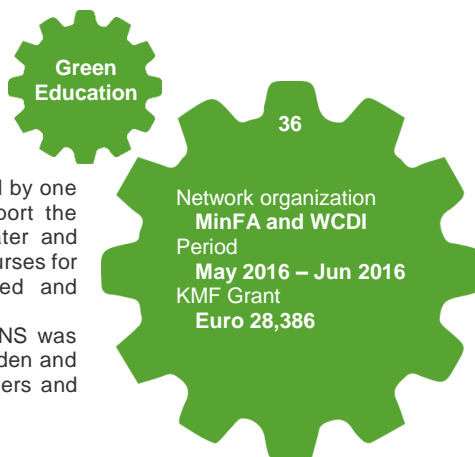 Green
Education
36
l by one
port the
ater and
urses for
ed and
NS was
den and
ers and
Network organization
MinFA and WCDI
Period
May 2016 – Jun 2016
KMF Grant
Euro 28,386